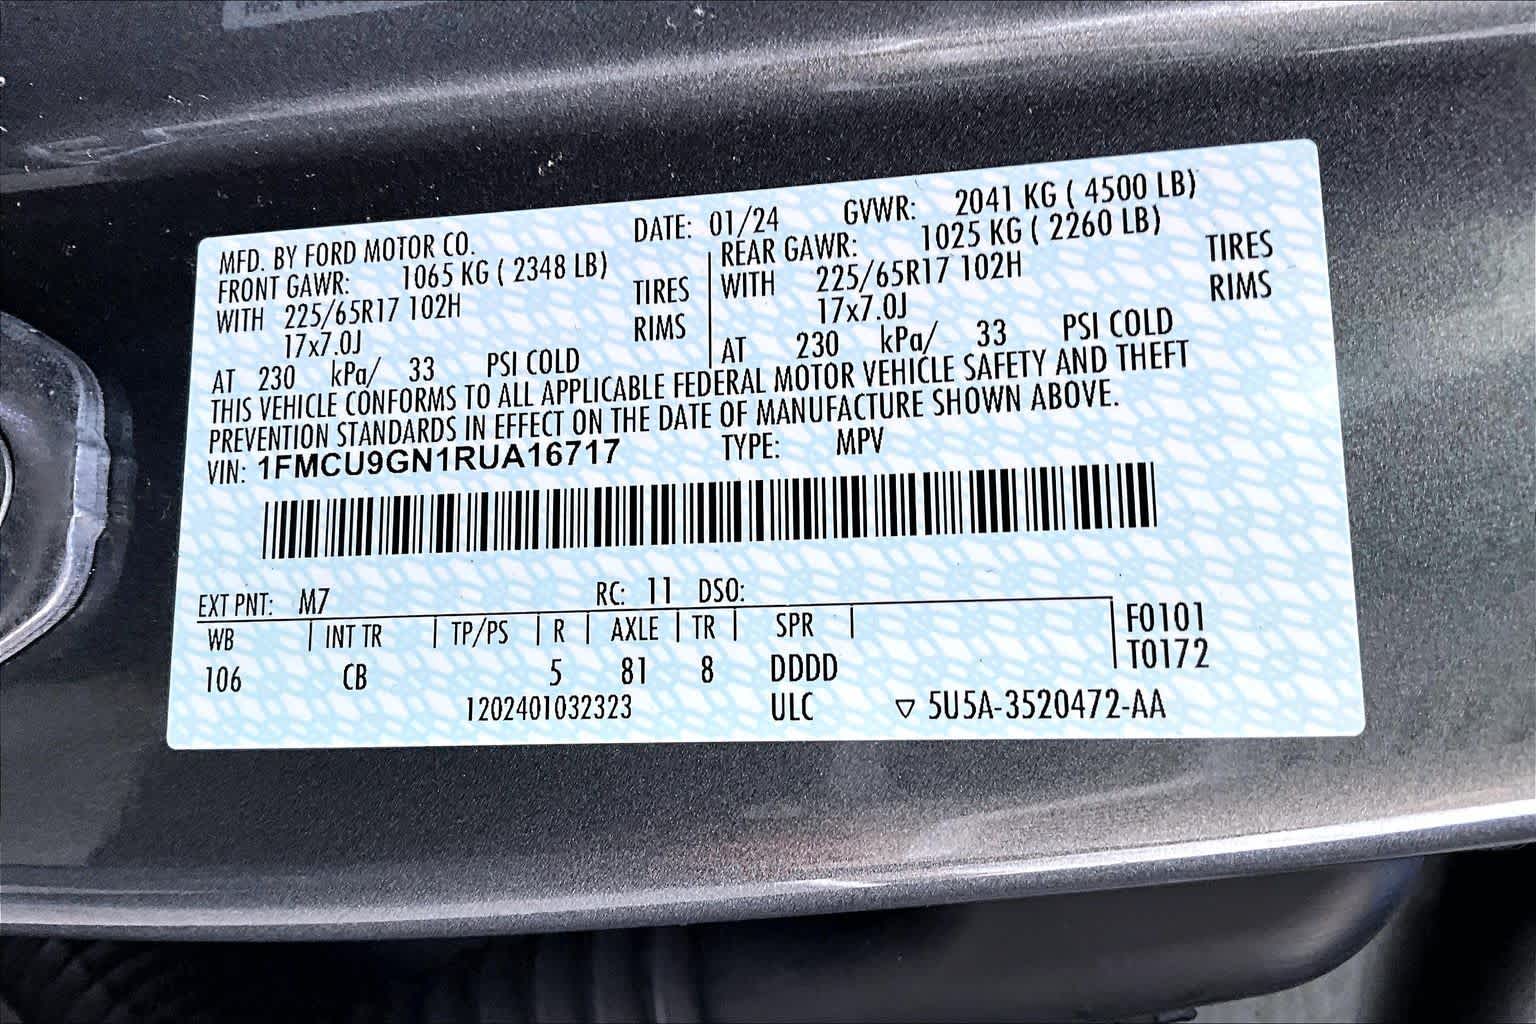 MFD. BY FORD MOTOR CO. DATE: 01/24 GVWR: 2041 KG ( 4500 LB)
FRONT GAWR: 1065 KG ( 2348 LB) REAR GAWR: 1025 KG ( 2260 LB)
WITH 225/65R17 102H TIRES WITH 225/65R17 102H TIRES
17x7.0J RIMS 17x7.0J RIMS
AT 230 kPa/ 33 PSI COLD AT 230 kPa/ 33 PSI COLD
THIS VEHICLE CONFORMS TO ALL APPLICABLE FEDERAL MOTOR VEHICLE SAFETY AND THEFT
PREVENTION STANDARDS IN EFFECT ON THE DATE OF MANUFACTURE SHOWN ABOVE.
VIN: 1FMCU9GN1RUA16717 TYPE: MPV
EXT PNT: M7 RC: 11 DSO:
WB INT TR TP/PS R AXLE TR SPR F0101
106 CB 5 81 8 DDDD T0172
1202401032323 ULC ▽ 5U5A-3520472-AA